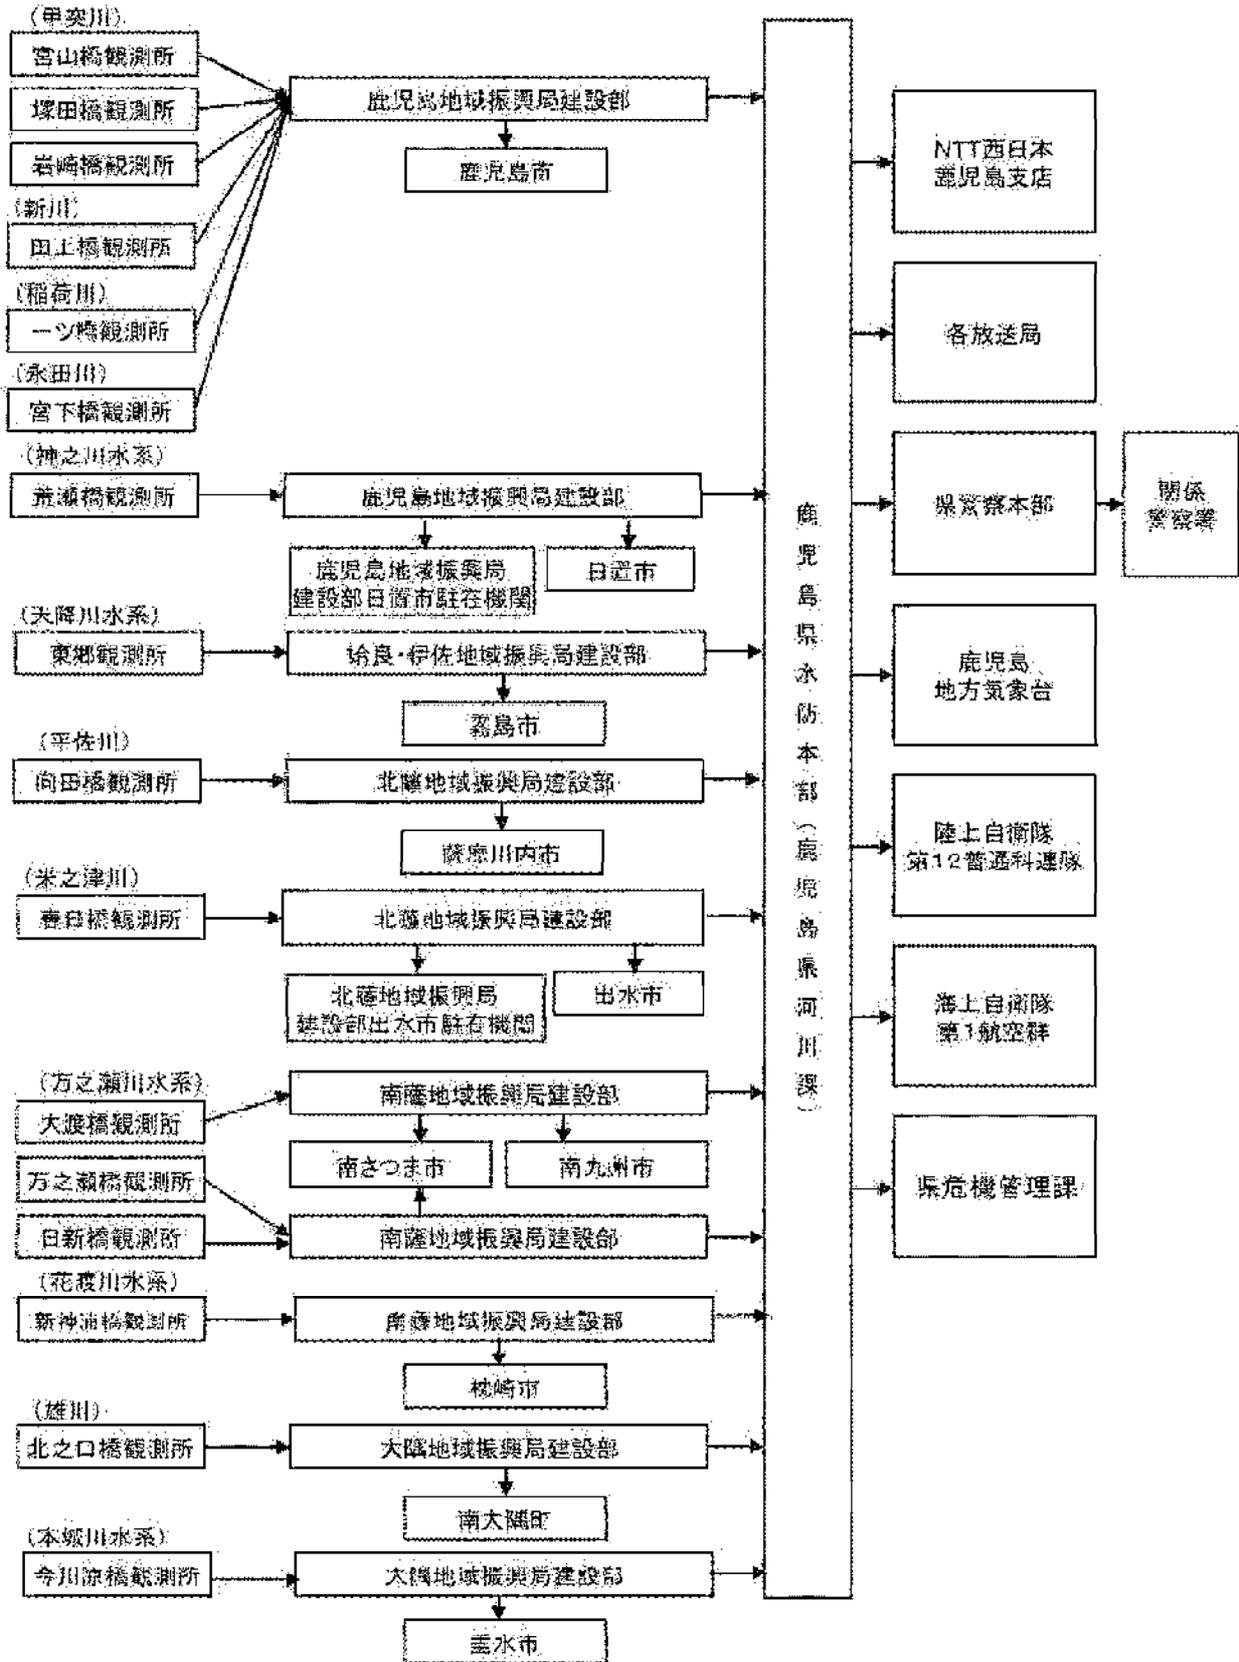 (甲突川)
宮山橋観測所
塚田橋観測所
岩崎橋観測所
(新川)
田上橋観測所
(稲荷川)
一ツ橋観測所
(永田川)
宮下橋観測所
鹿児島地域振興局建設部
鹿児島市
(神之川水系)
荒瀬橋観測所
鹿児島地域振興局建設部
鹿児島地域振興局
建設部日置市駐在機関
日置市
(天降川水系)
東郷観測所
姶良・伊佐地域振興局建設部
霧島市
(平佐川)
向田橋観測所
北薩地域振興局建設部
薩摩川内市
(米之津川)
観測所
北薩地域振興局建設部
北薩地域振興局
建設部出水市駐在機関
出水市
(万之瀬川水系)
大渡橋観測所
万之瀬橋観測所
日新橋観測所
南薩地域振興局建設部
南さつま市
南九州市
南薩地域振興局建設部
(花渡川水系)
新神浦橋観測所
南薩地域振興局建設部
枕崎市
(雄川)
北之口橋観測所
大隅地域振興局建設部
南大隅町
(本城川水系)
今川原橋観測所
大隅地域振興局建設部
垂水市
鹿児島県水防本部(鹿児島県河川課)
NTT西日本
鹿児島支店
各放送局
県警察本部
関係
警察署
鹿児島
地方気象台
陸上自衛隊
第12普通科連隊
海上自衛隊
第1航空群
県危機管理課